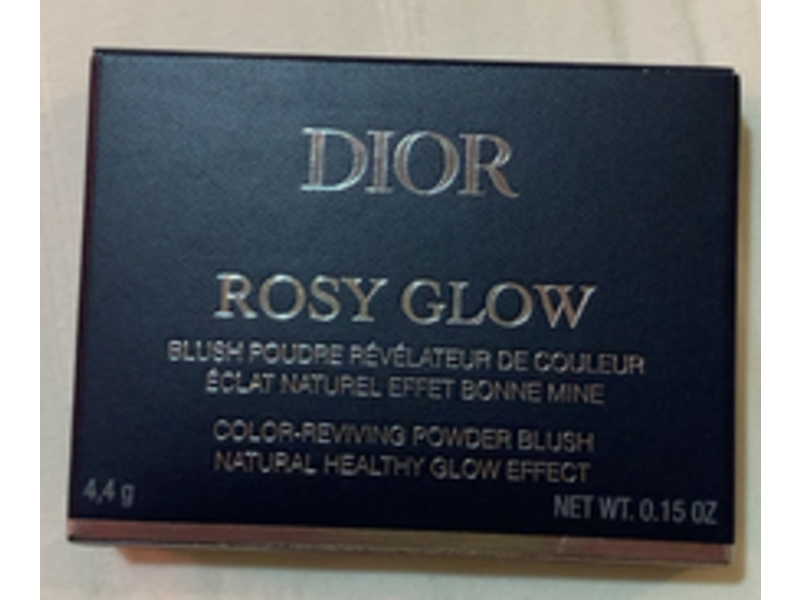 DIOR
ROSY GLOW
BLUSH POUDRE RÉVÉLATEUR DE COULEUR
ÉCLAT NATUREL EFFET BONNE MINE
COLOR-REVIVING POWDER BLUSH
NATURAL HEALTHY GLOW EFFECT
4,4 g
NET WT. 0.15 OZ